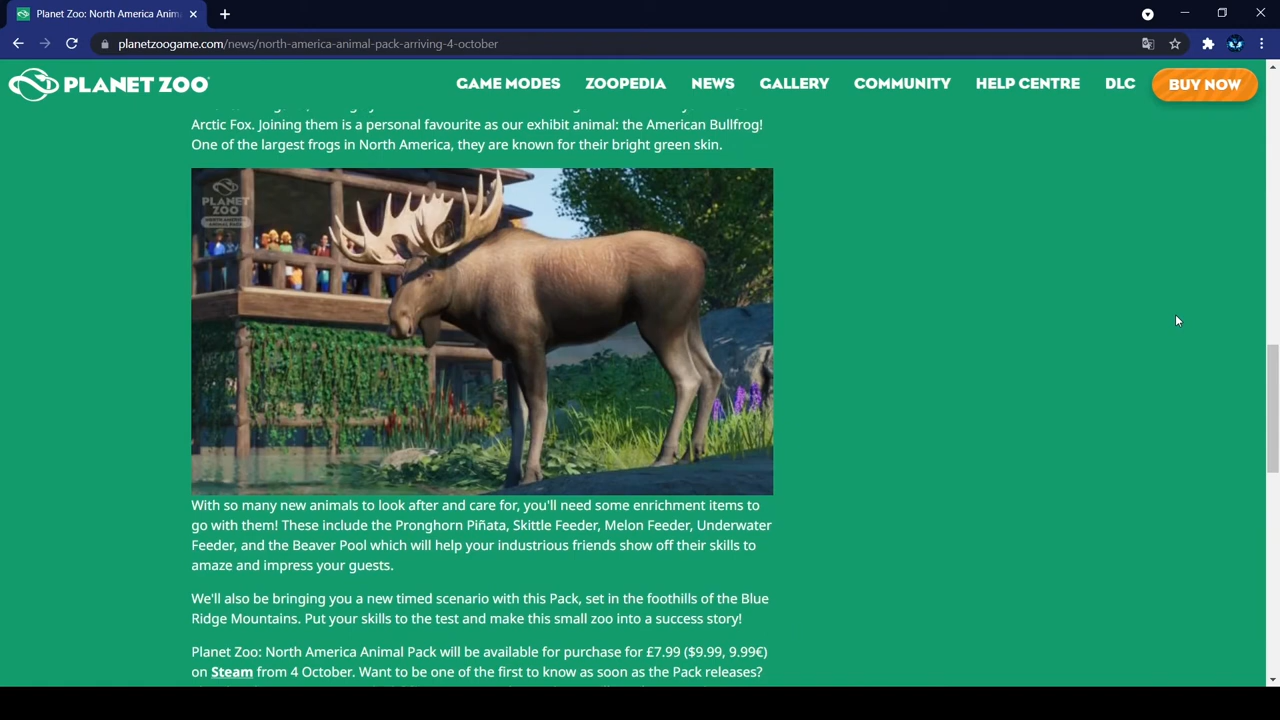 Planet Zoo: North America Anim
planetzoogame.com/news/north-america-animal-pack-arriving-4-october
PLANET ZOO
GAME MODES
ZOOPEDIA
NEWS
GALLERY
COMMUNITY
HELP CENTRE
DLC
BUY NOW
Arctic Fox. Joining them is a personal favourite as our exhibit animal: the American Bullfrog!
One of the largest frogs in North America, they are known for their bright green skin.
PLANET
ZOO
NORTH AMERICA
ANIMAL PACK
With so many new animals to look after and care for, you'll need some enrichment items to
go with them! These include the Pronghorn Piñata, Skittle Feeder, Melon Feeder, Underwater
Feeder, and the Beaver Pool which will help your industrious friends show off their skills to
amaze and impress your guests.
We'll also be bringing you a new timed scenario with this Pack, set in the foothills of the Blue
Ridge Mountains. Put your skills to the test and make this small zoo into a success story!
Planet Zoo: North America Animal Pack will be available for purchase for £7.99 ($9.99, 9.99€)
on Steam from 4 October. Want to be one of the first to know as soon as the Pack releases?